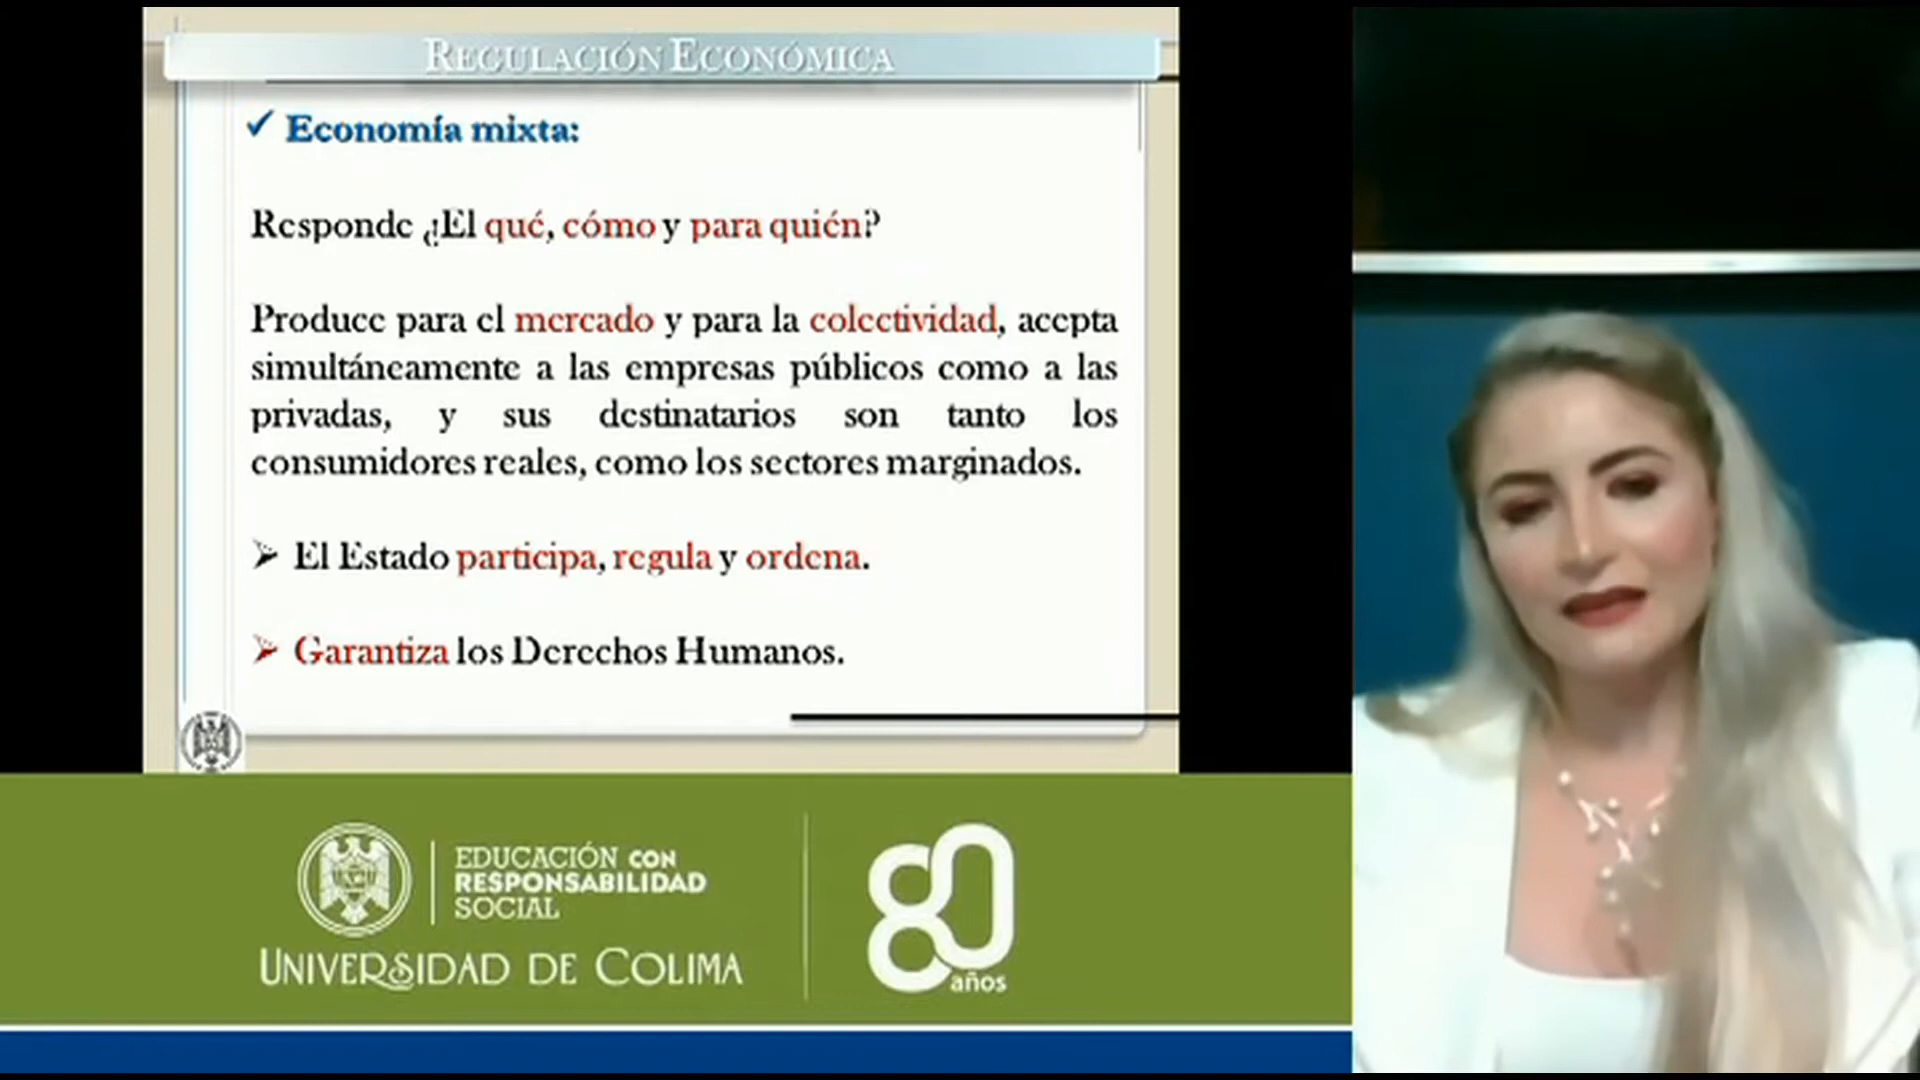 REGULACIÓN ECONÓMICA
✓ Economía mixta:
Responde ¿El qué, cómo y para quién?
Produce para el mercado y para la colectividad, acepta
simultáneamente a las empresas públicos como a las
privadas, y sus destinatarios son tanto los
consumidores reales, como los sectores marginados.
➢ El Estado participa, regula y ordena.
➢ Garantiza los Derechos Humanos.
EDUCACIÓN CON
RESPONSABILIDAD
SOCIAL
UNIVERSIDAD DE COLIMA
80
años